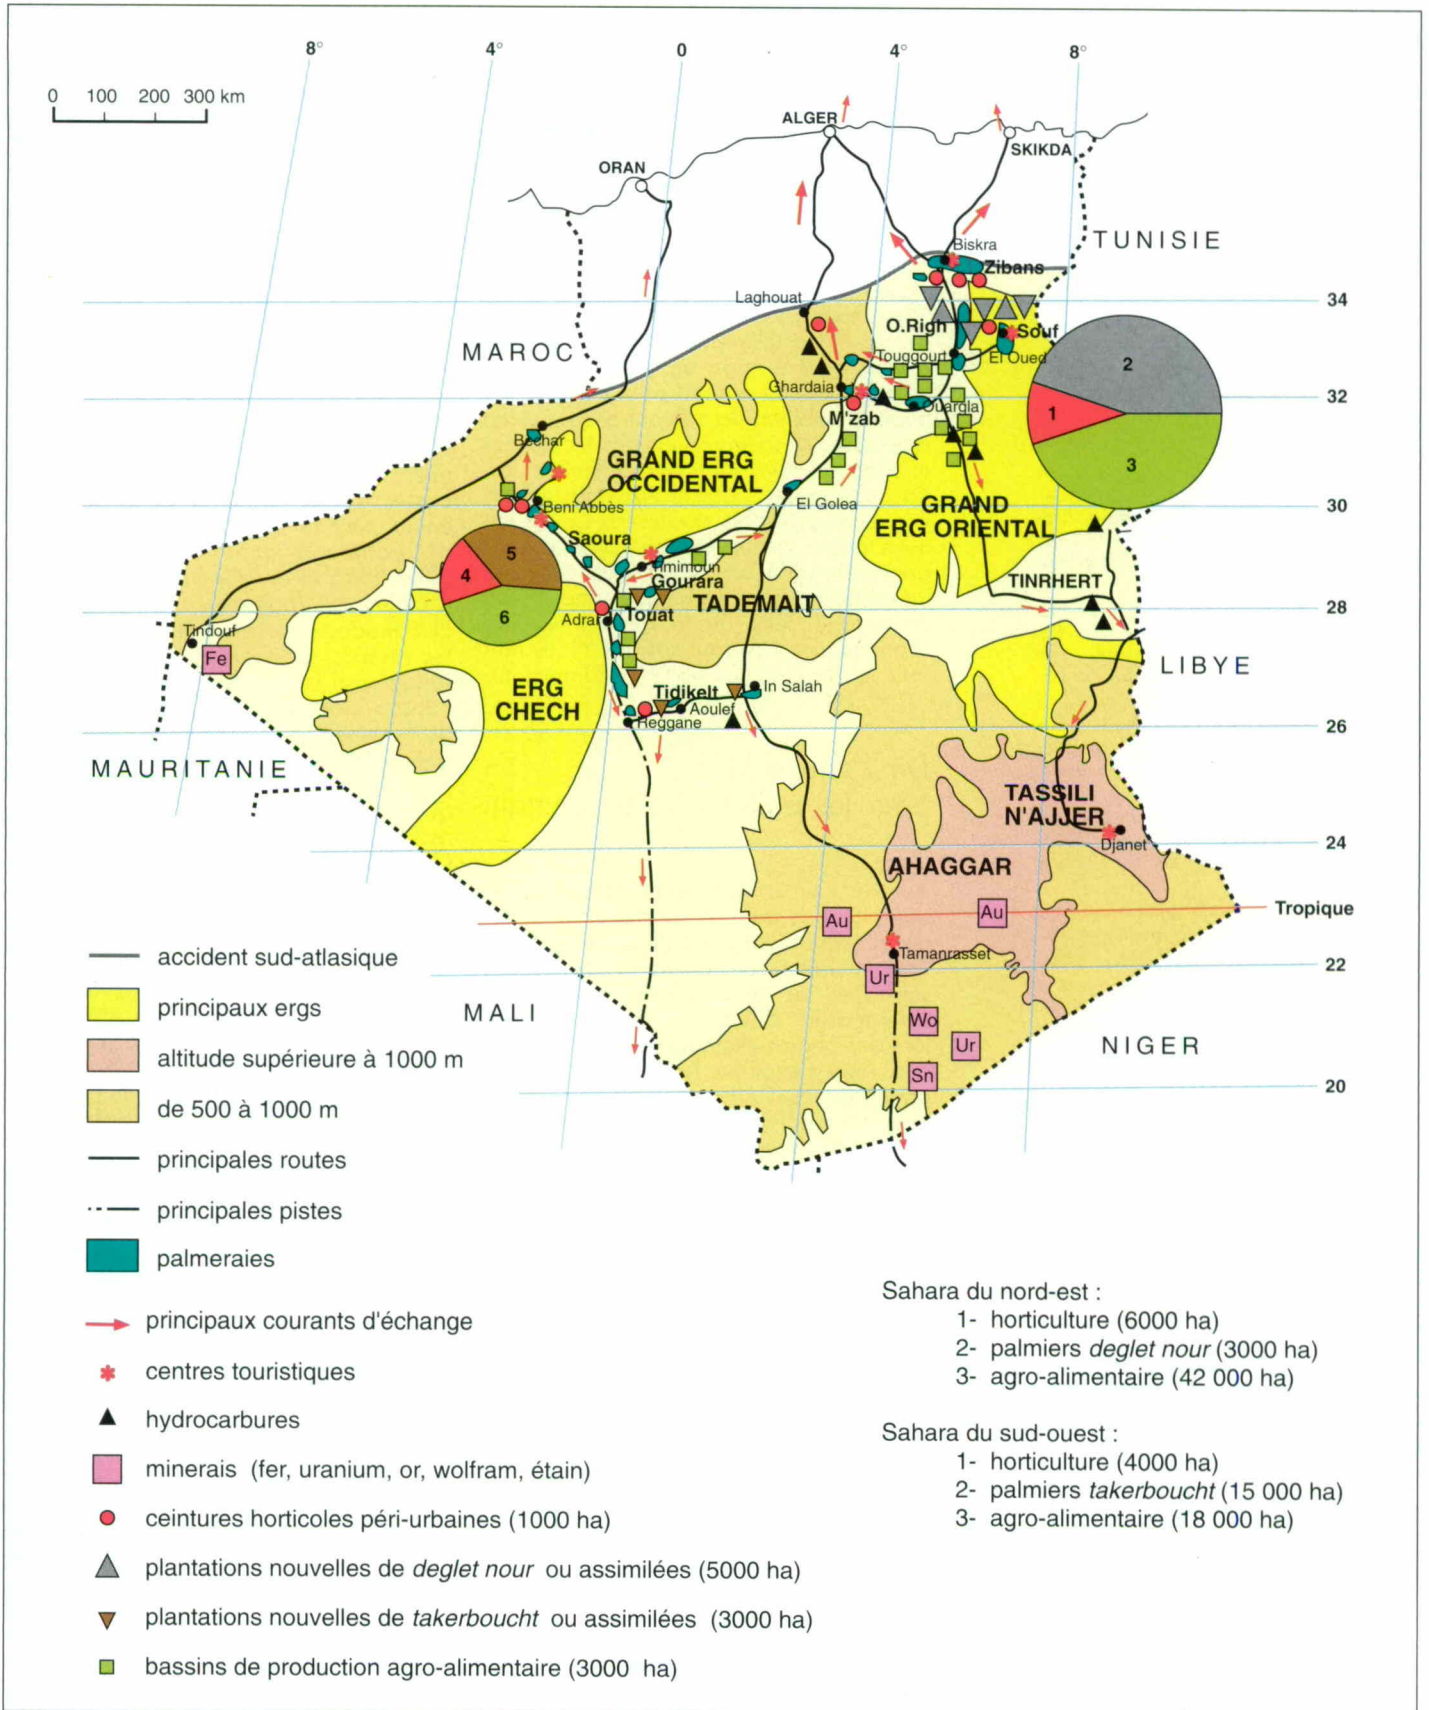 8°
4°
0
4°
8°
0 100 200 300 km
ALGER
SKIKDA
ORAN
TUNISIE
Biskra
Zibans
Laghouat
34
O.Righ
Souf
MAROC
Touggourt
El Oued
2
Ghardaia
32
Ouargla
1
M'zab
Bechar
GRAND ERG
OCCIDENTAL
3
El Golea
GRAND
ERG ORIENTAL
30
Beni Abbès
Saoura
5
Timimoun
4
Gourara
TINRHERT
TADEMAIT
28
6
Adrar
Touat
Tindouf
Fe
LIBYE
ERG
CHECH
Tidikelt
In Salah
Aoulef
Reggane
26
MAURITANIE
TASSILI
N'AJJER
Djanet
24
AHAGGAR
Au
Au
Tropique
Tamanrasset
22
Ur
MALI
Wo
NIGER
Ur
Sn
20
accident sud-atlasique
principaux ergs
altitude supérieure à 1000 m
de 500 à 1000 m
principales routes
principales pistes
palmeraies
principaux courants d'échange
centres touristiques
hydrocarbures
minerais (fer, uranium, or, wolfram, étain)
ceintures horticoles péri-urbaines (1000 ha)
plantations nouvelles de deglet nour ou assimilées (5000 ha)
plantations nouvelles de takerboucht ou assimilées (3000 ha)
bassins de production agro-alimentaire (3000 ha)
Sahara du nord-est :
1- horticulture (6000 ha)
2- palmiers deglet nour (3000 ha)
3- agro-alimentaire (42 000 ha)
Sahara du sud-ouest :
1- horticulture (4000 ha)
2- palmiers takerboucht (15 000 ha)
3- agro-alimentaire (18 000 ha)